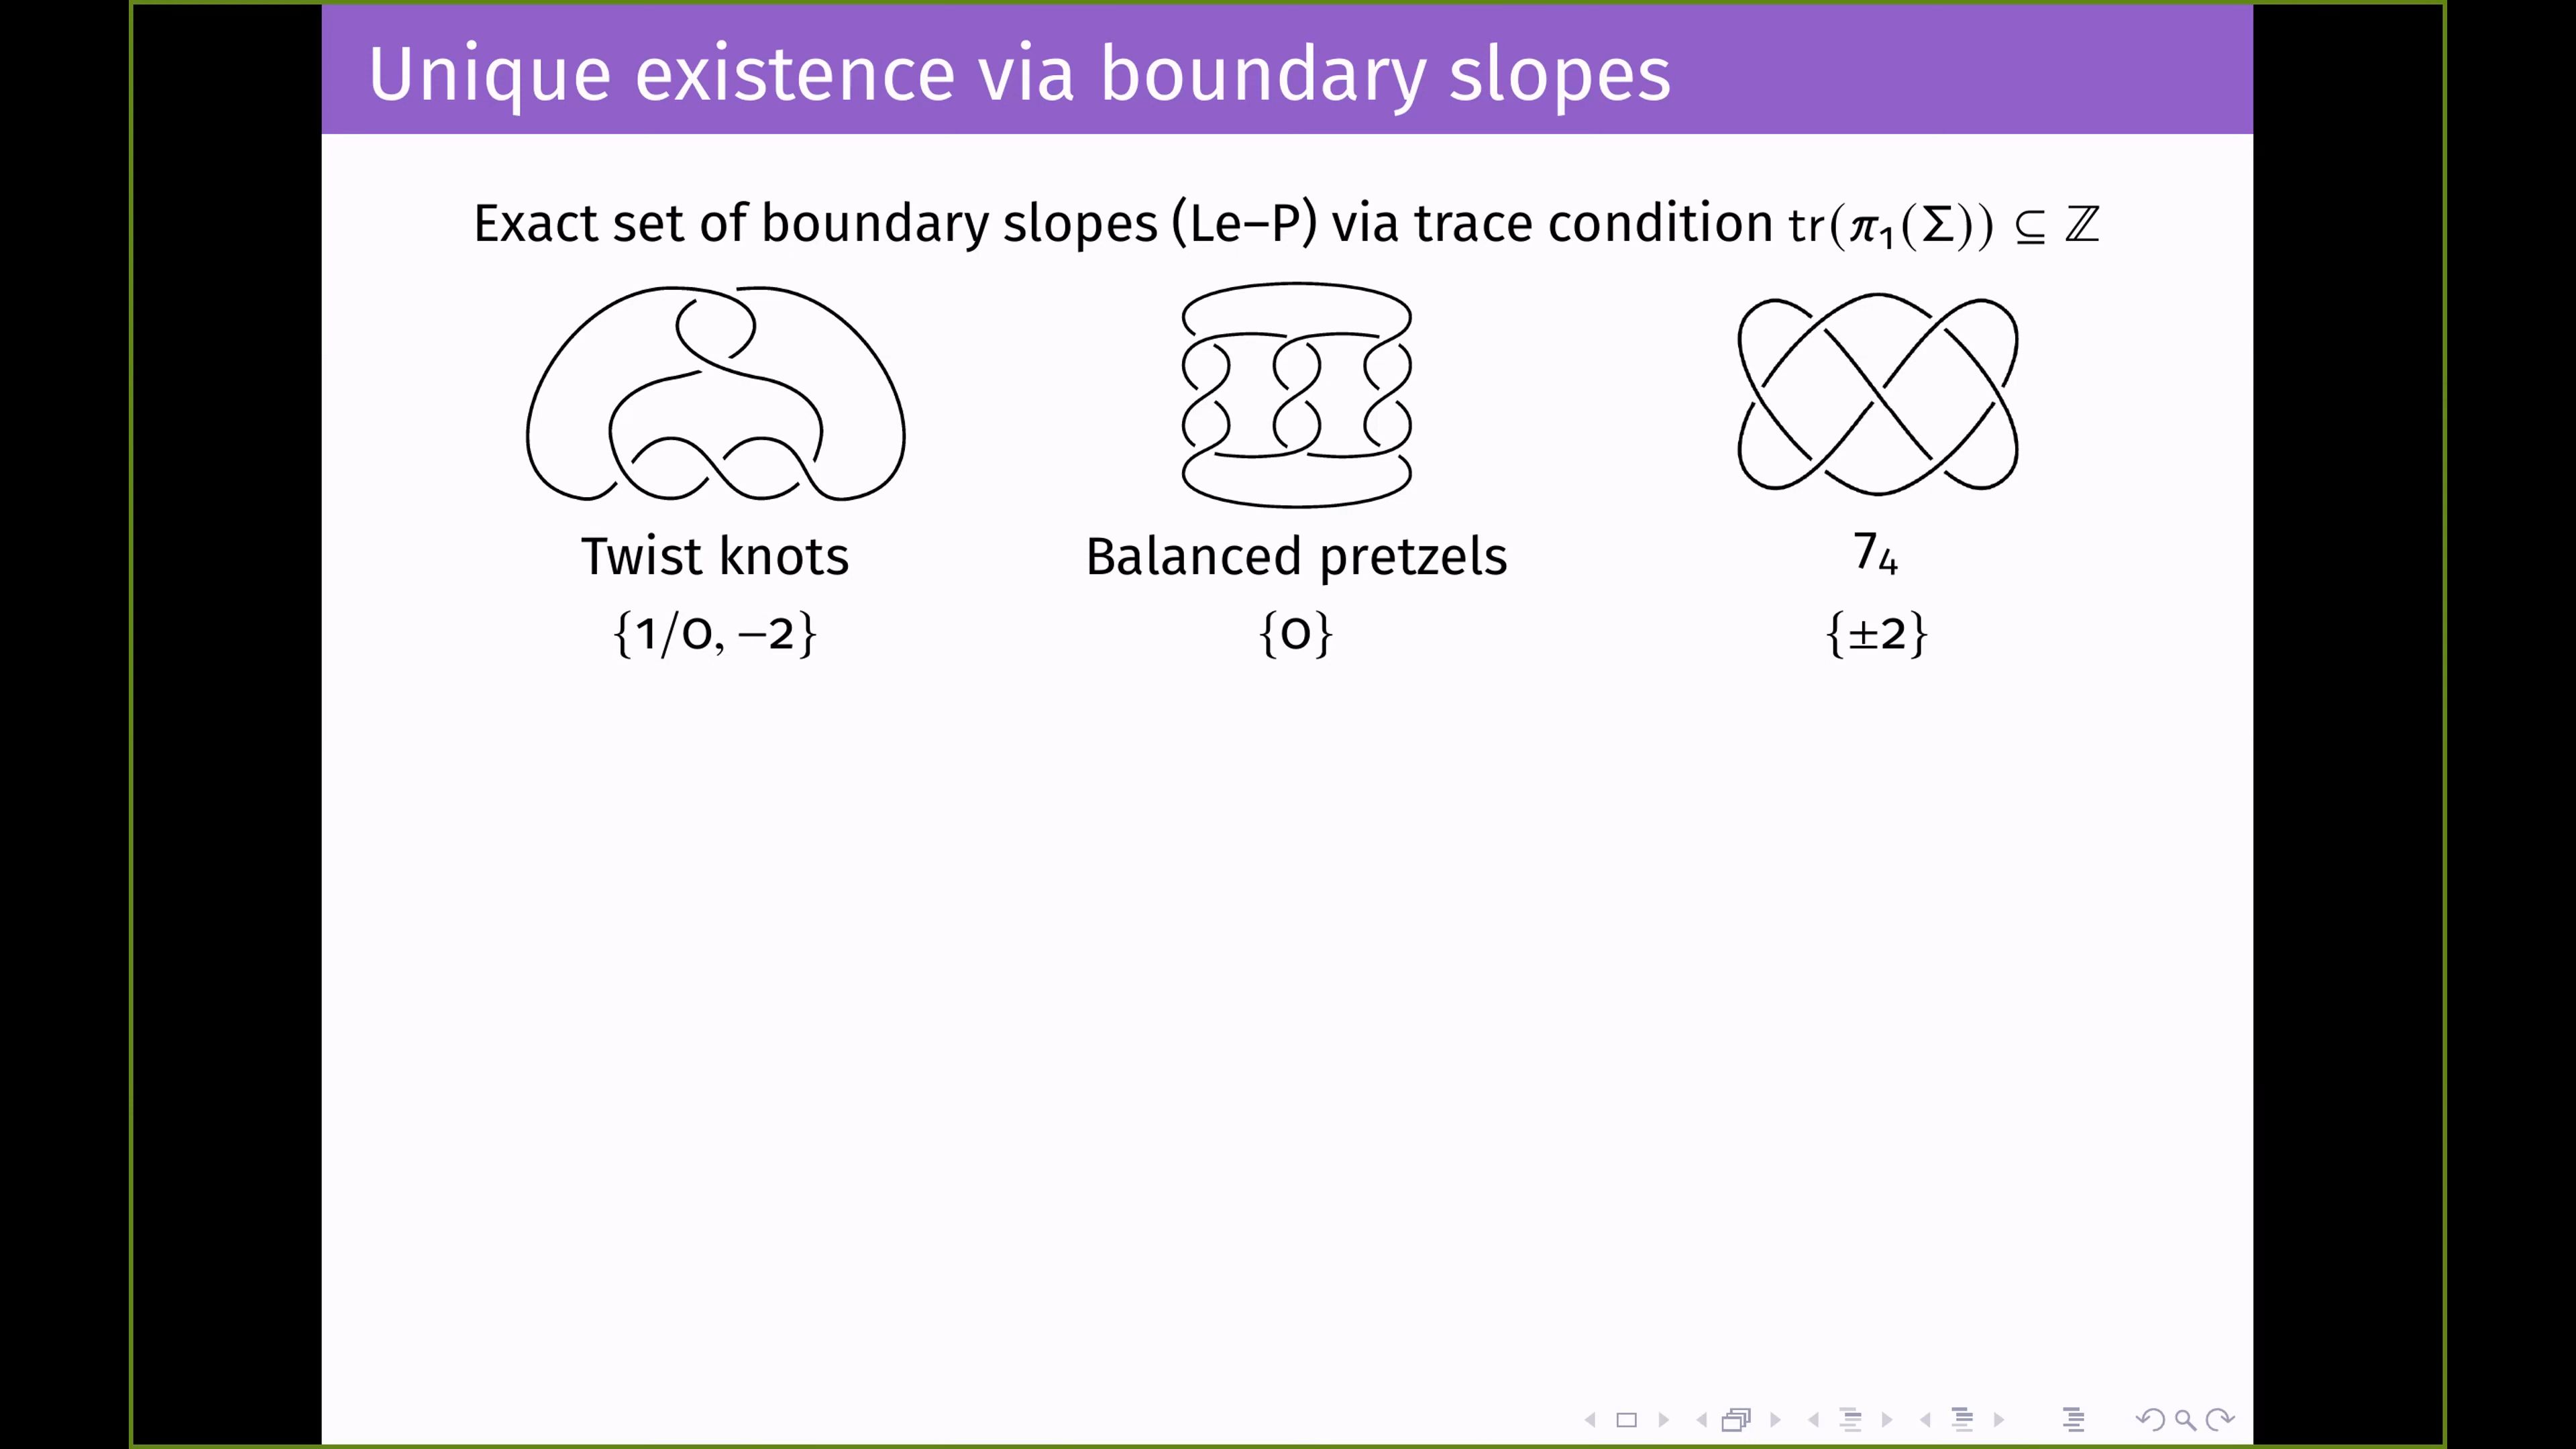 Unique existence via boundary slopes
Exact set of boundary slopes (Le–P) via trace condition tr(π₁(Σ)) ⊆ ℤ
Twist knots
Balanced pretzels
7₄
{1/0, −2}
{0}
{±2}